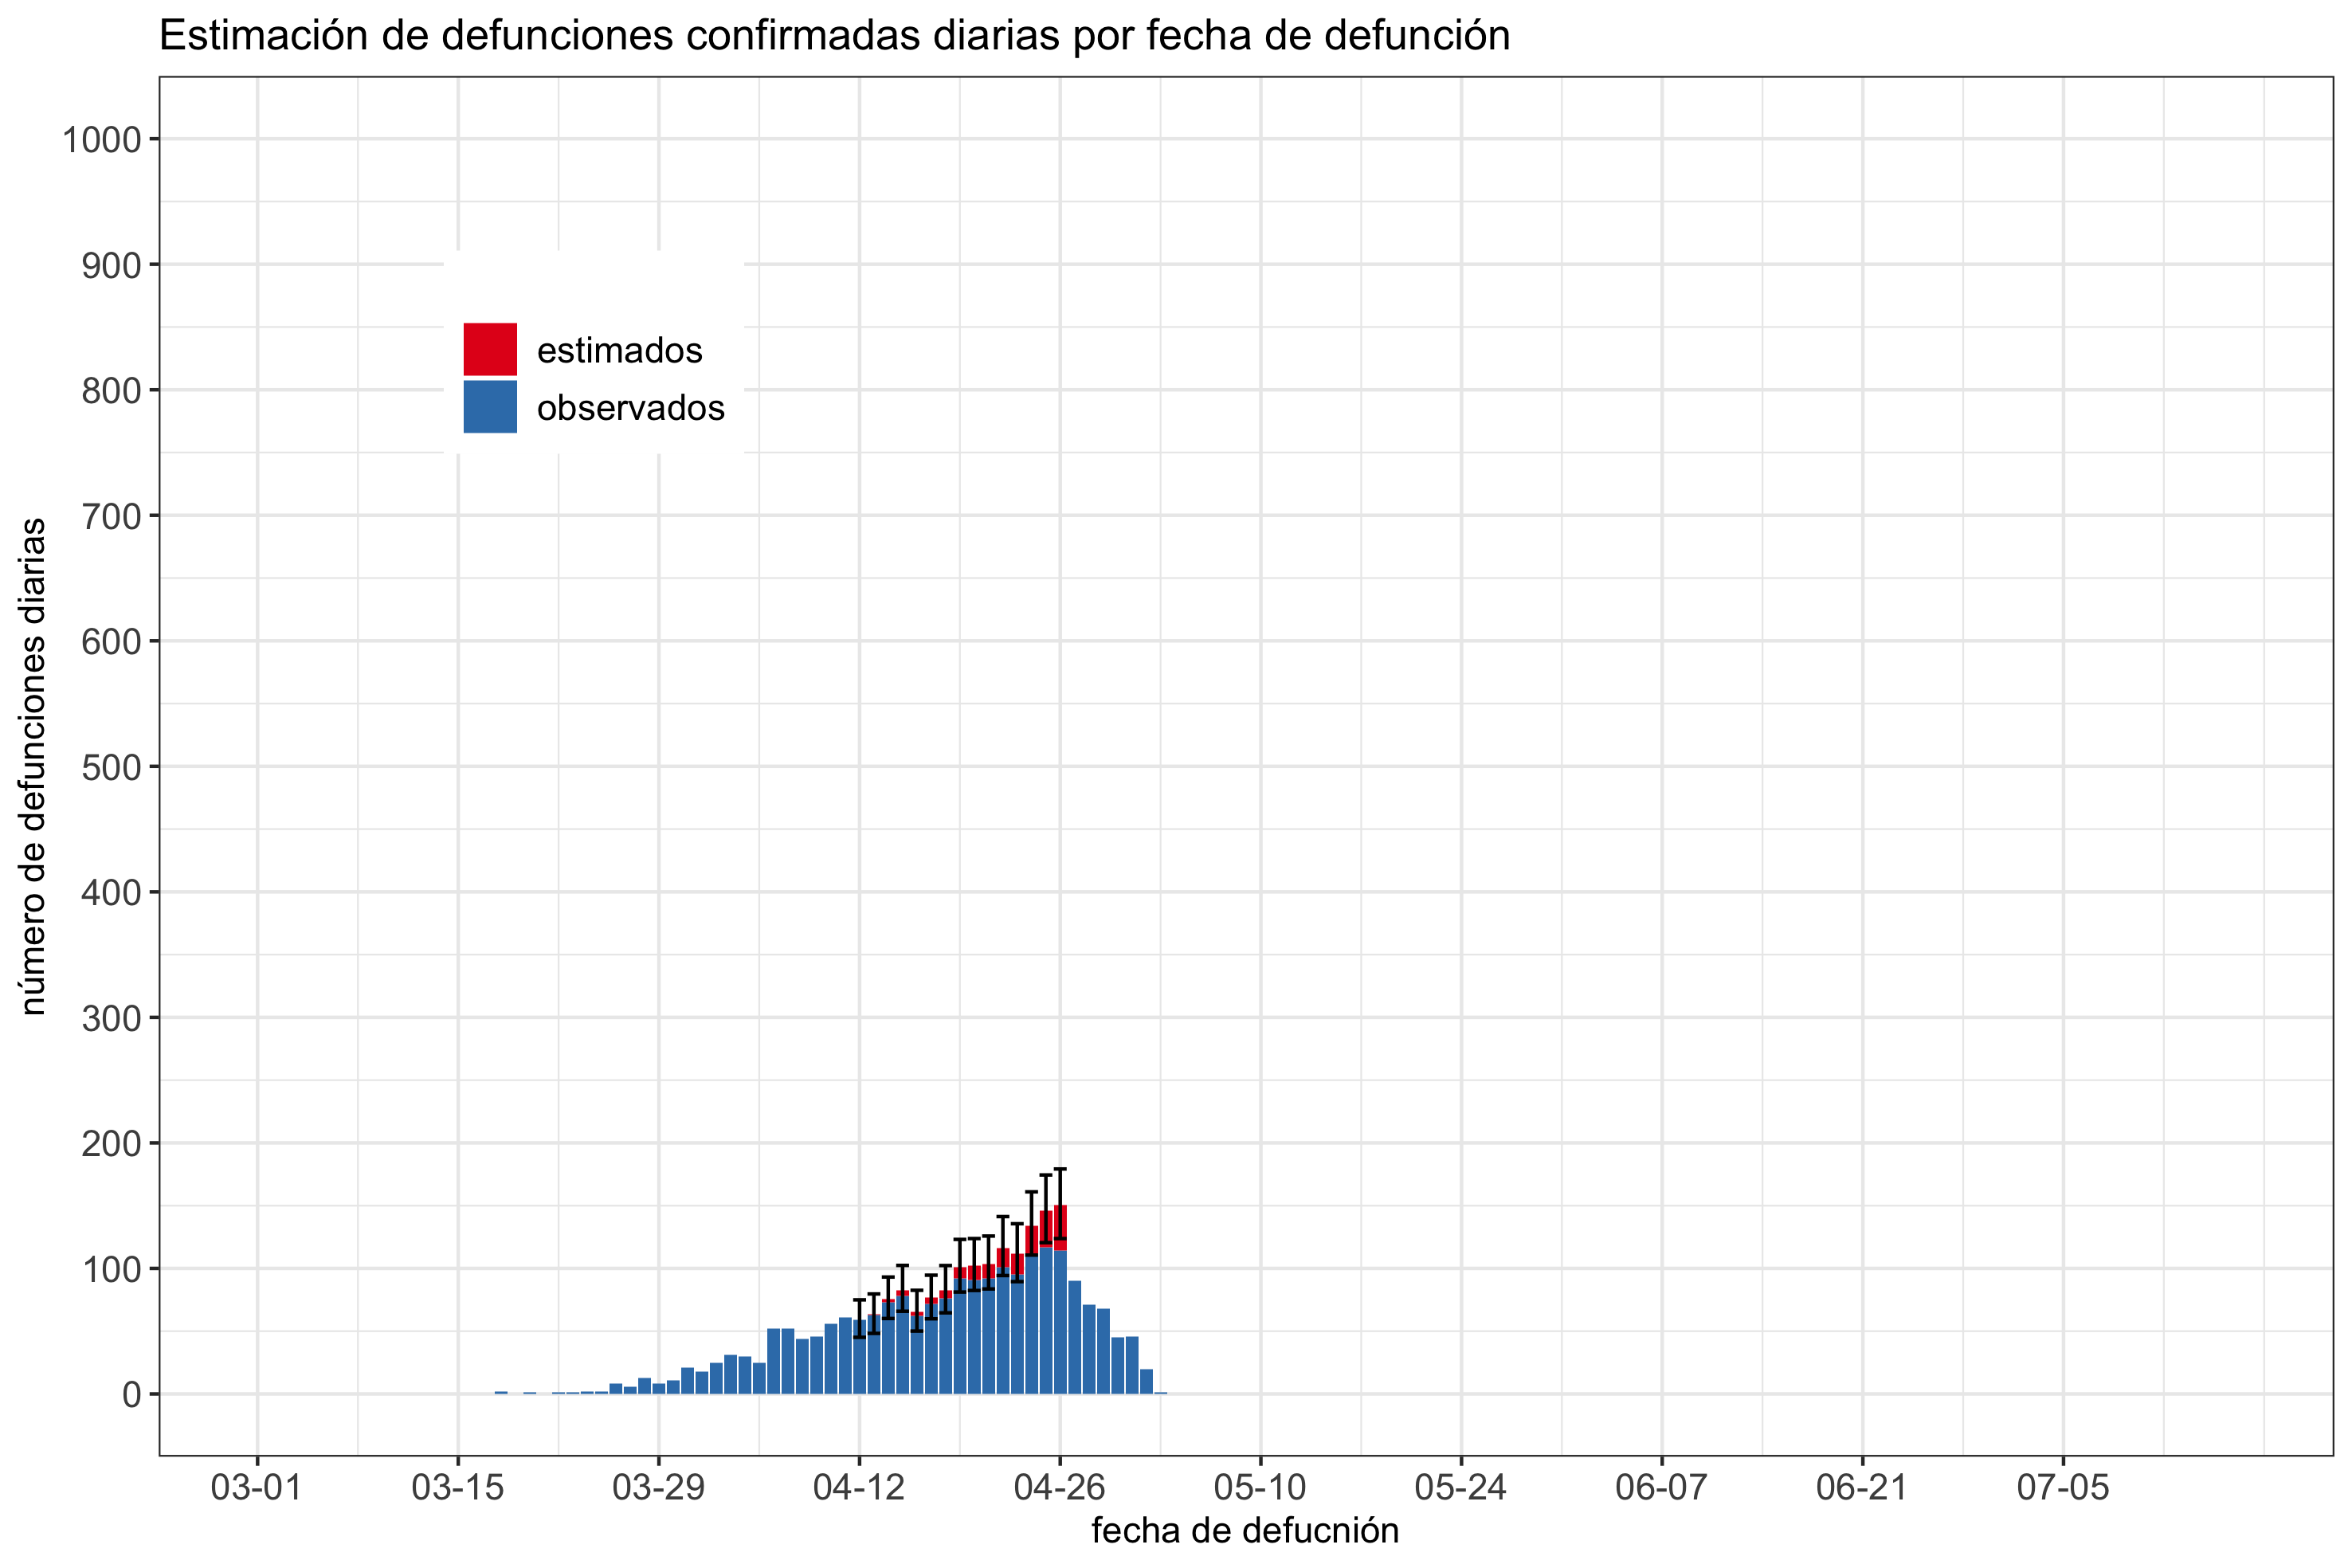 Estimación de defunciones confirmadas diarias por fecha de defunción
1000
900
800
700
600
500
400
300
200
100
0
número de defunciones diarias
estimados
observados
03-01 03-15 03-29 04-12 04-26 05-10 05-24 06-07 06-21 07-05
fecha de defucnión